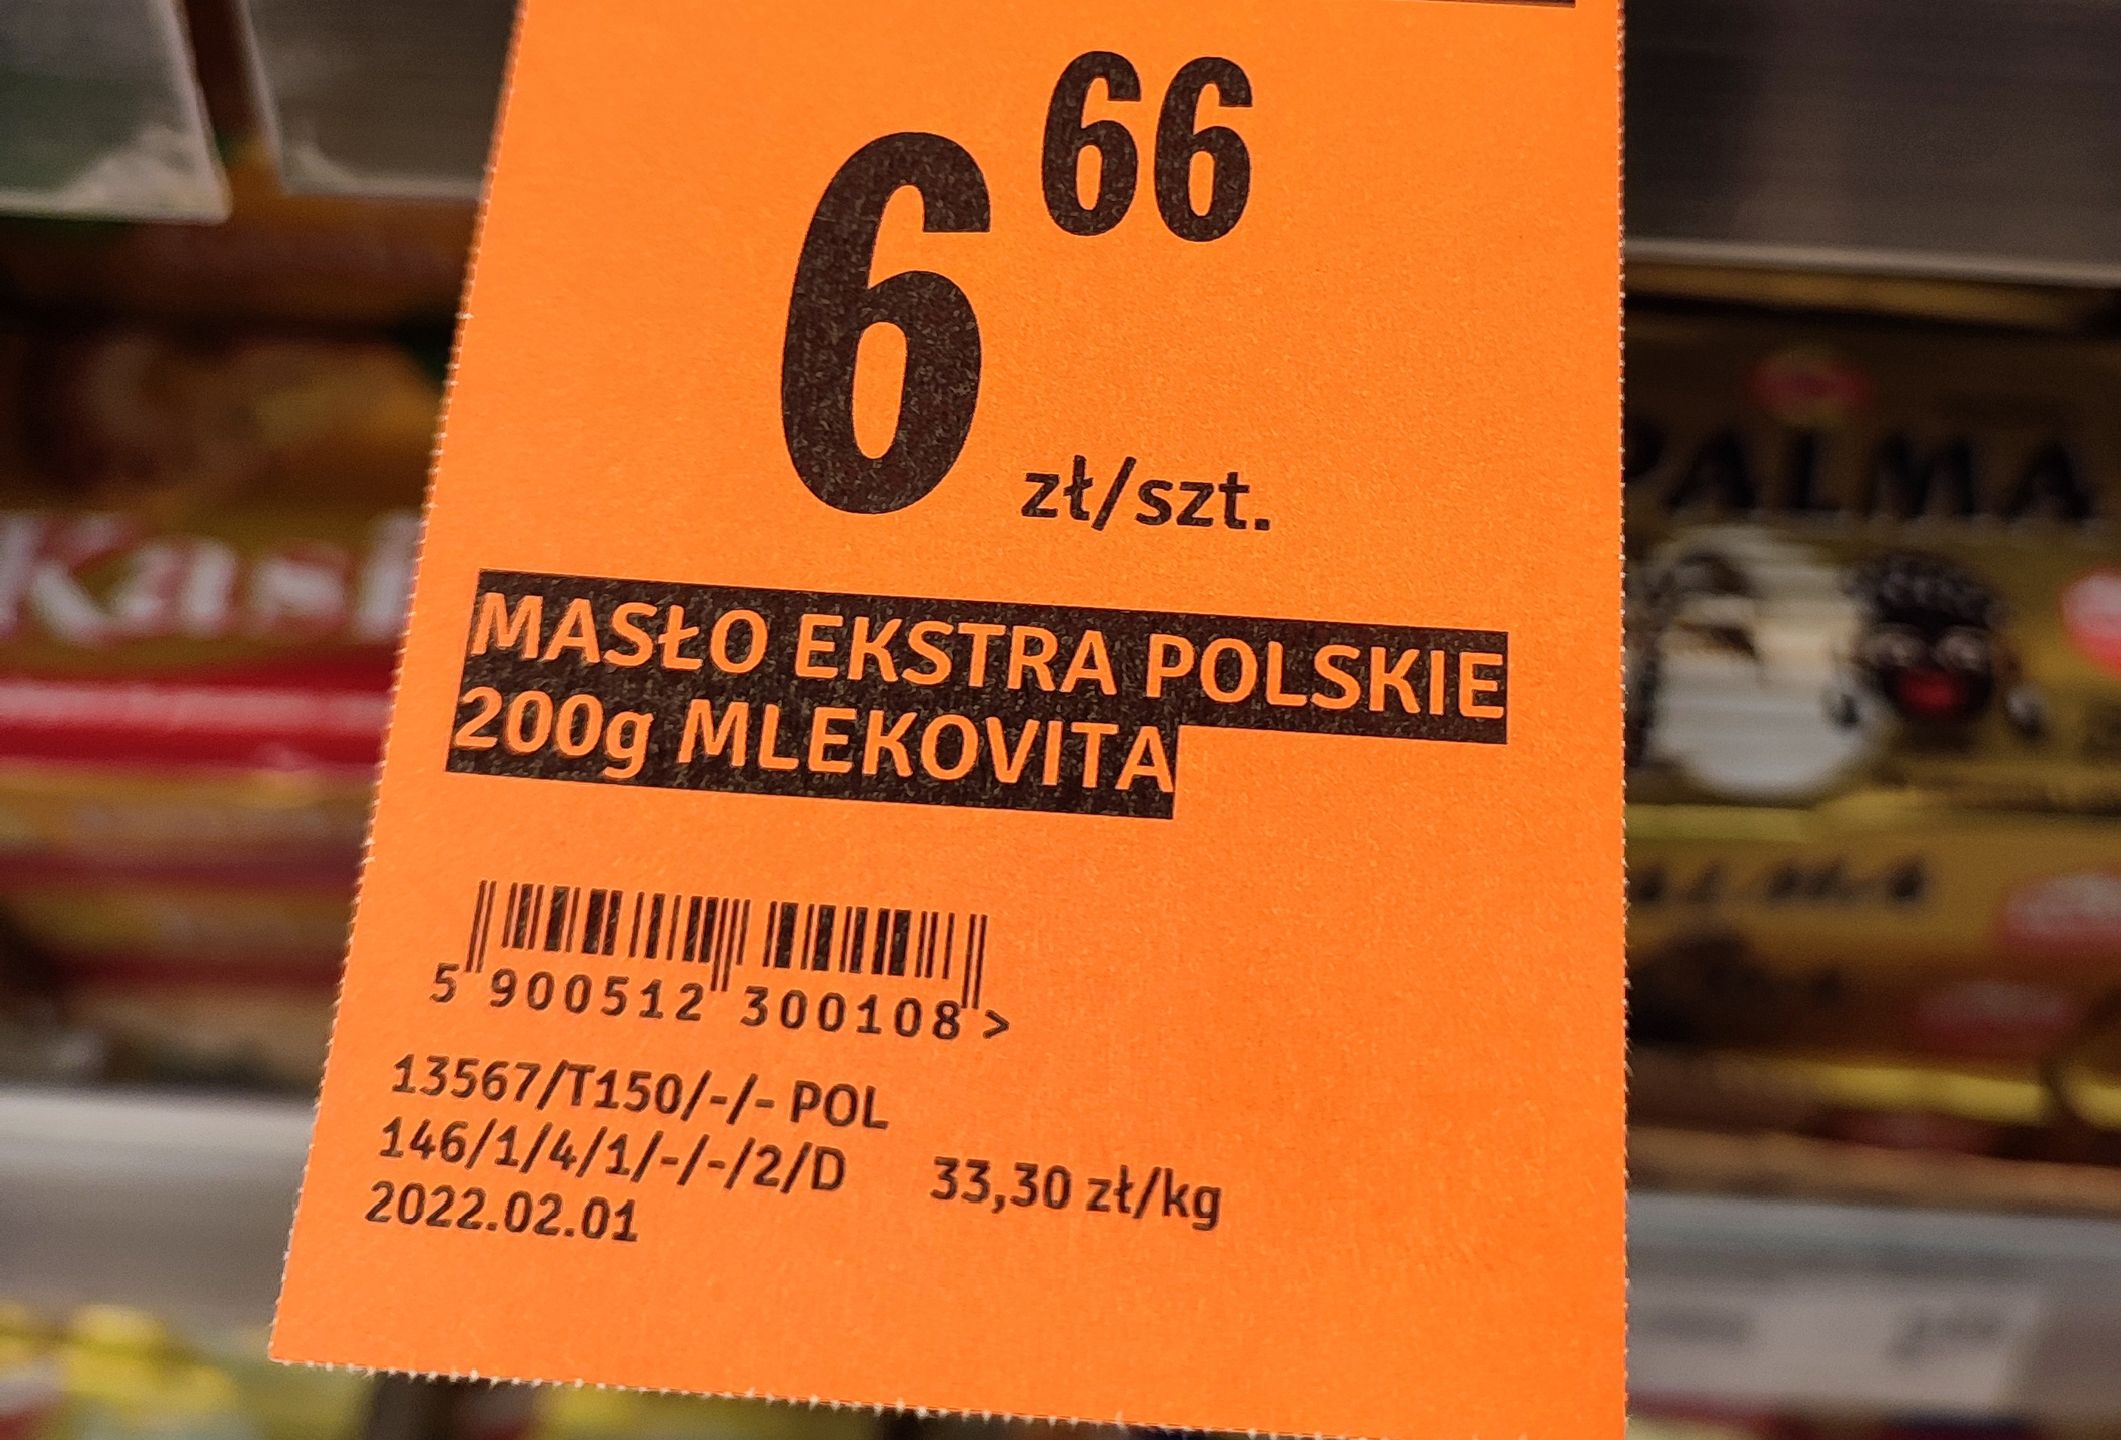 6 66
zł/szt.
MASŁO EKSTRA POLSKIE
200g MLEKOVITA
5 900512 300108 >
13567/T150/-/- POL
146/1/4/1/-/-/2/D 33,30 zł/kg
2022.02.01
PALMA